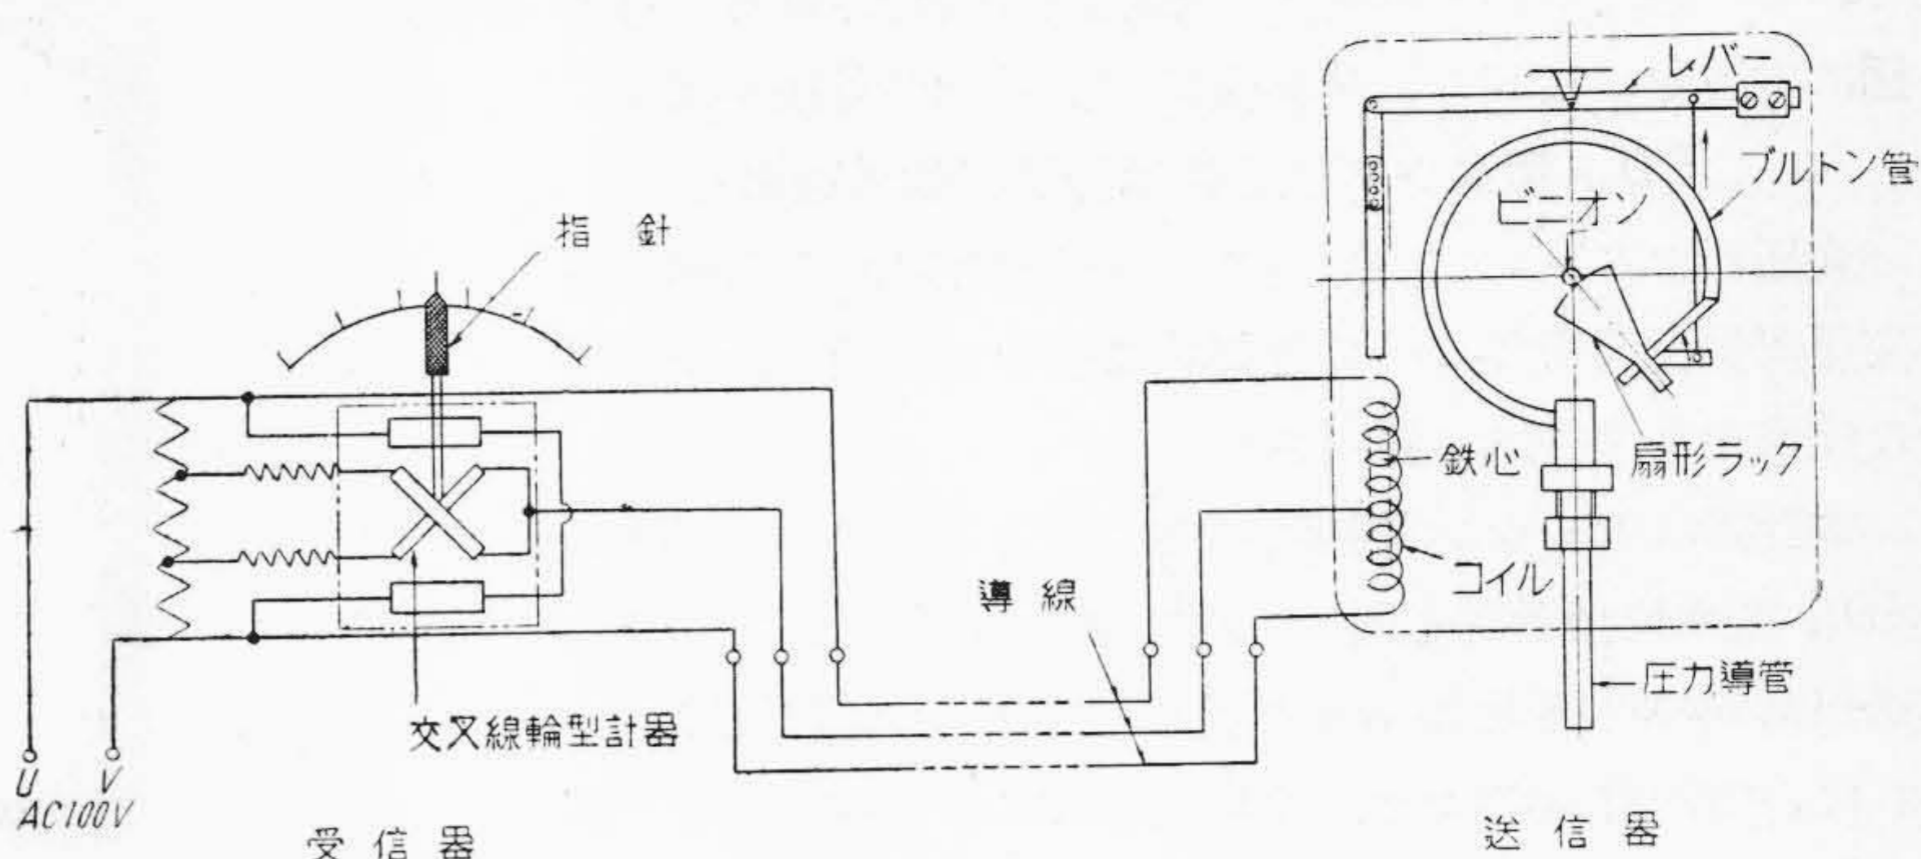 レバー
ブルトン管
ピニオン
指針
鉄心
扇形ラック
コイル
導線
圧力導管
交叉線輪型計器
U
V
AC100V
受信器
送信器